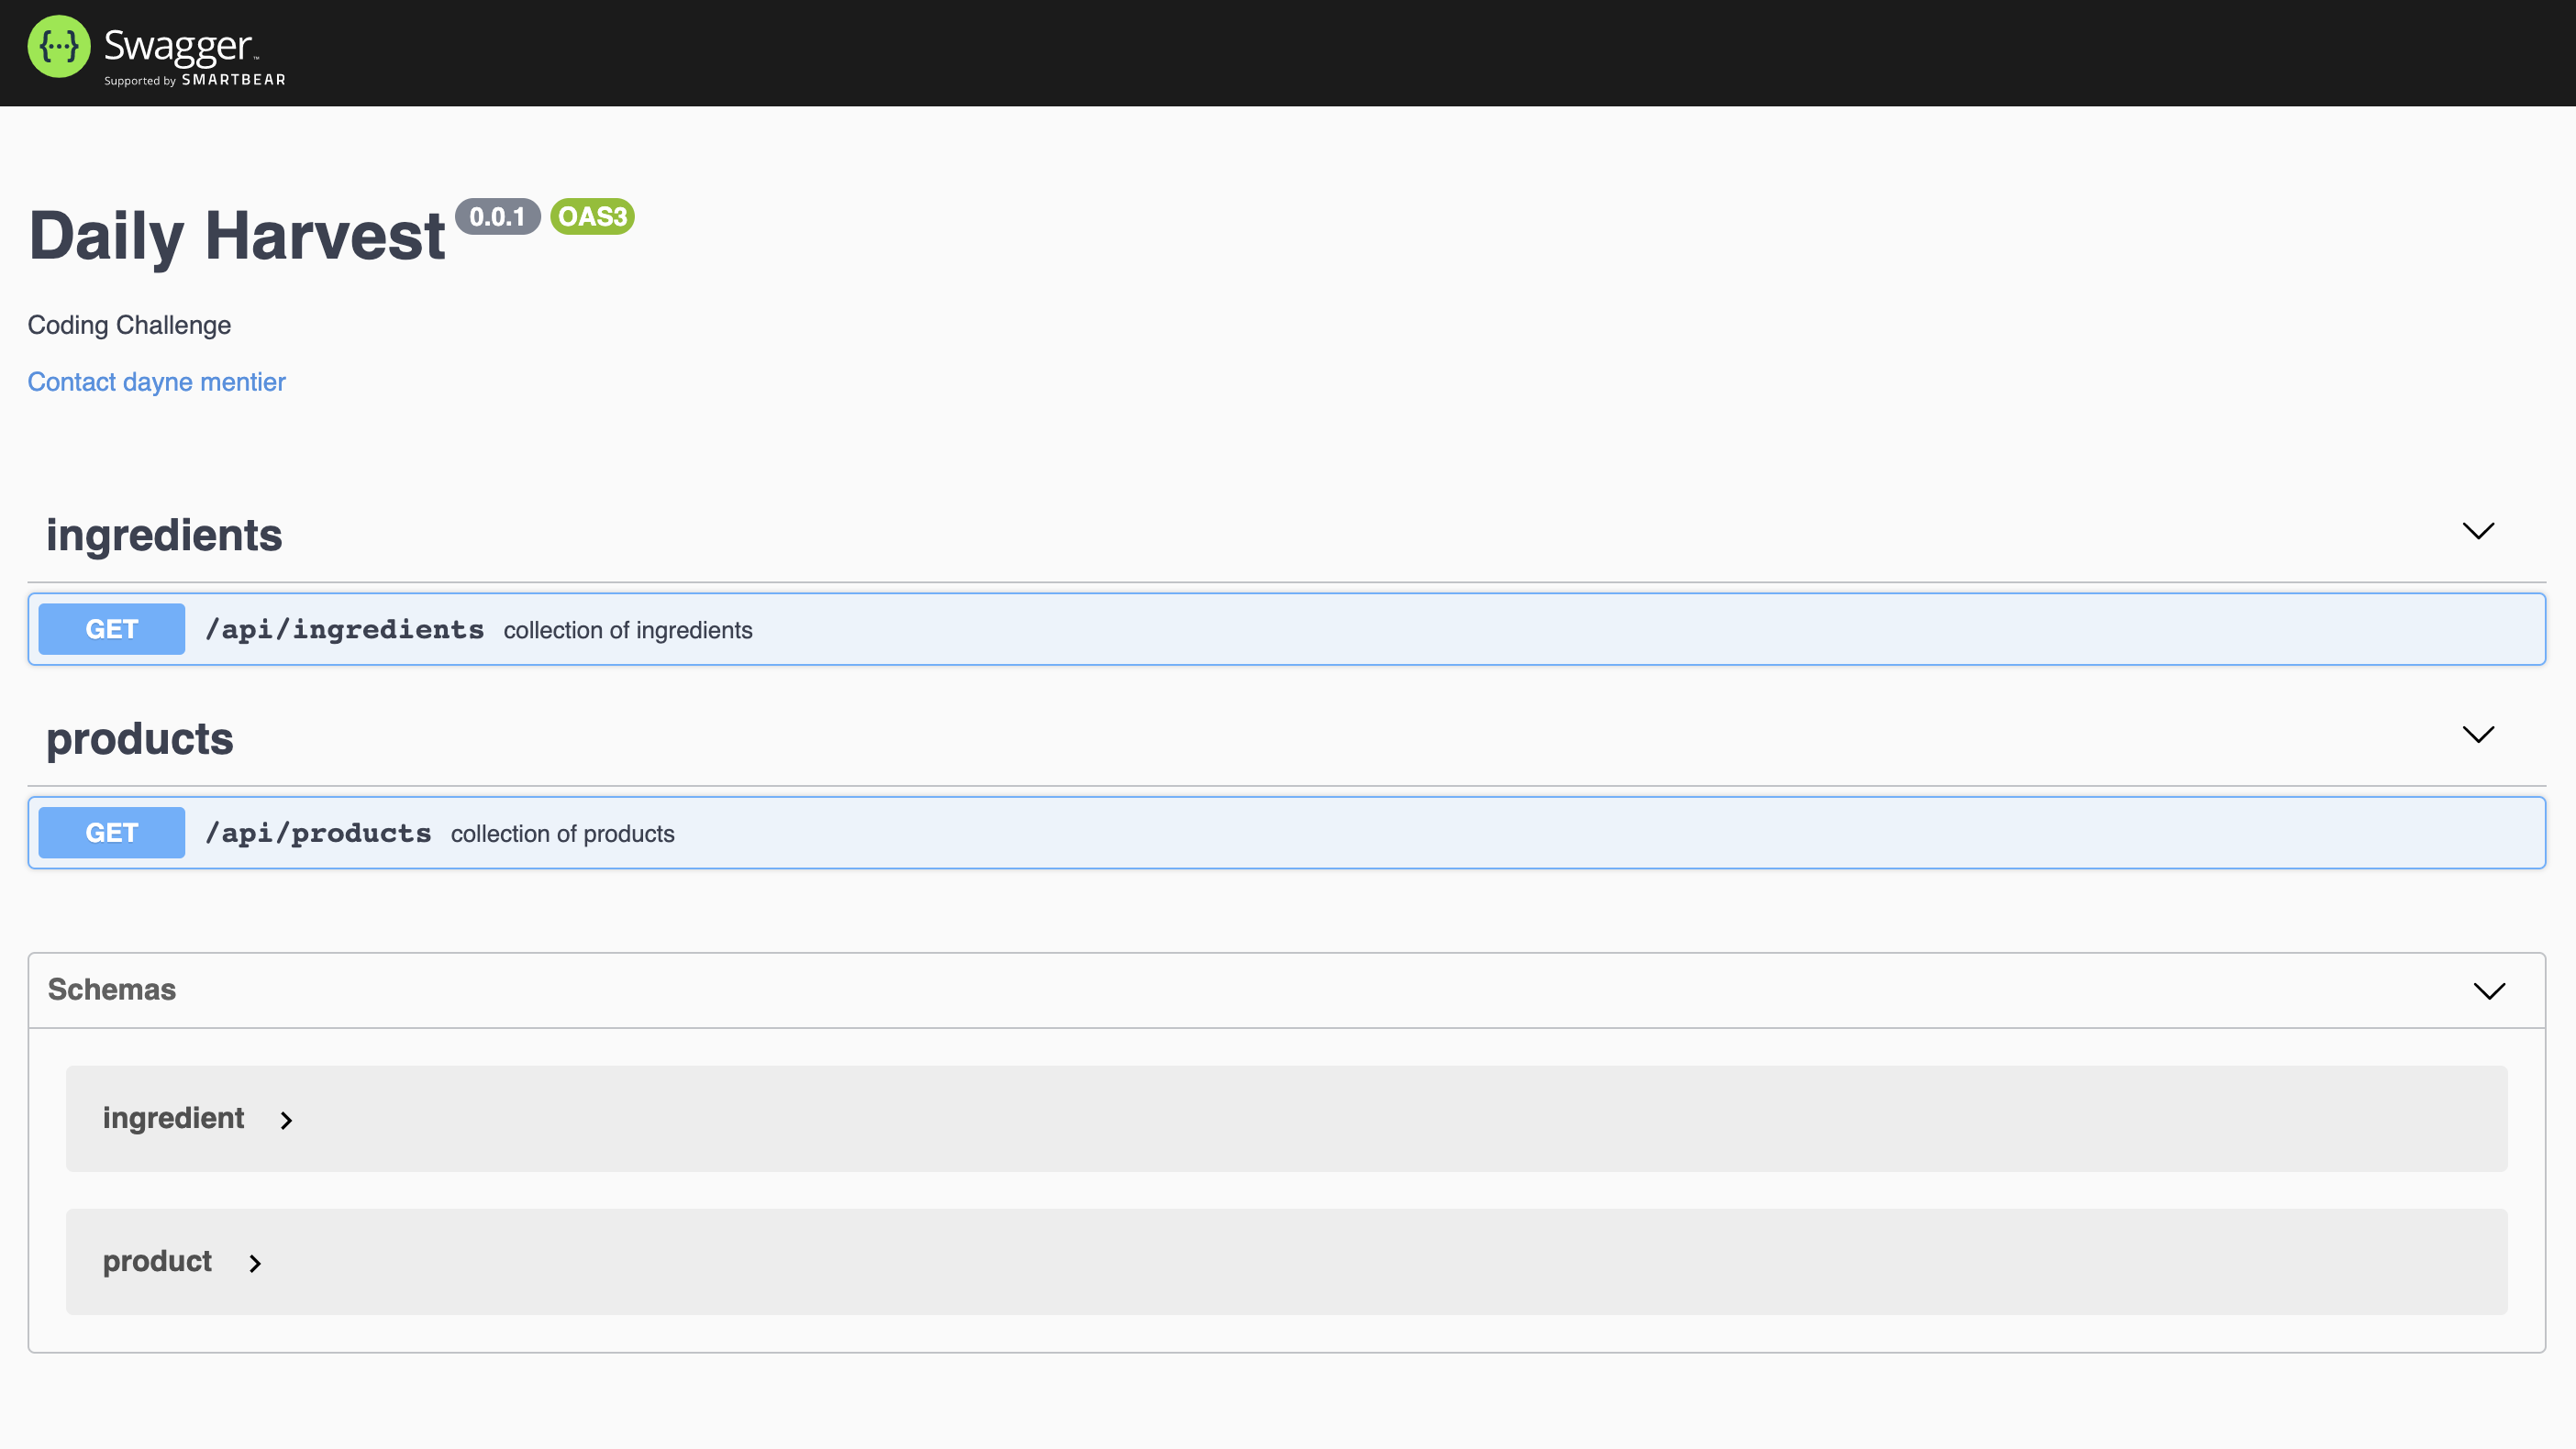 {···} Swagger™
Supported by SMARTBEAR
Daily Harvest 0.0.1 OAS3
Coding Challenge
Contact dayne mentier
ingredients
GET /api/ingredients collection of ingredients
products
GET /api/products collection of products
Schemas
ingredient
product